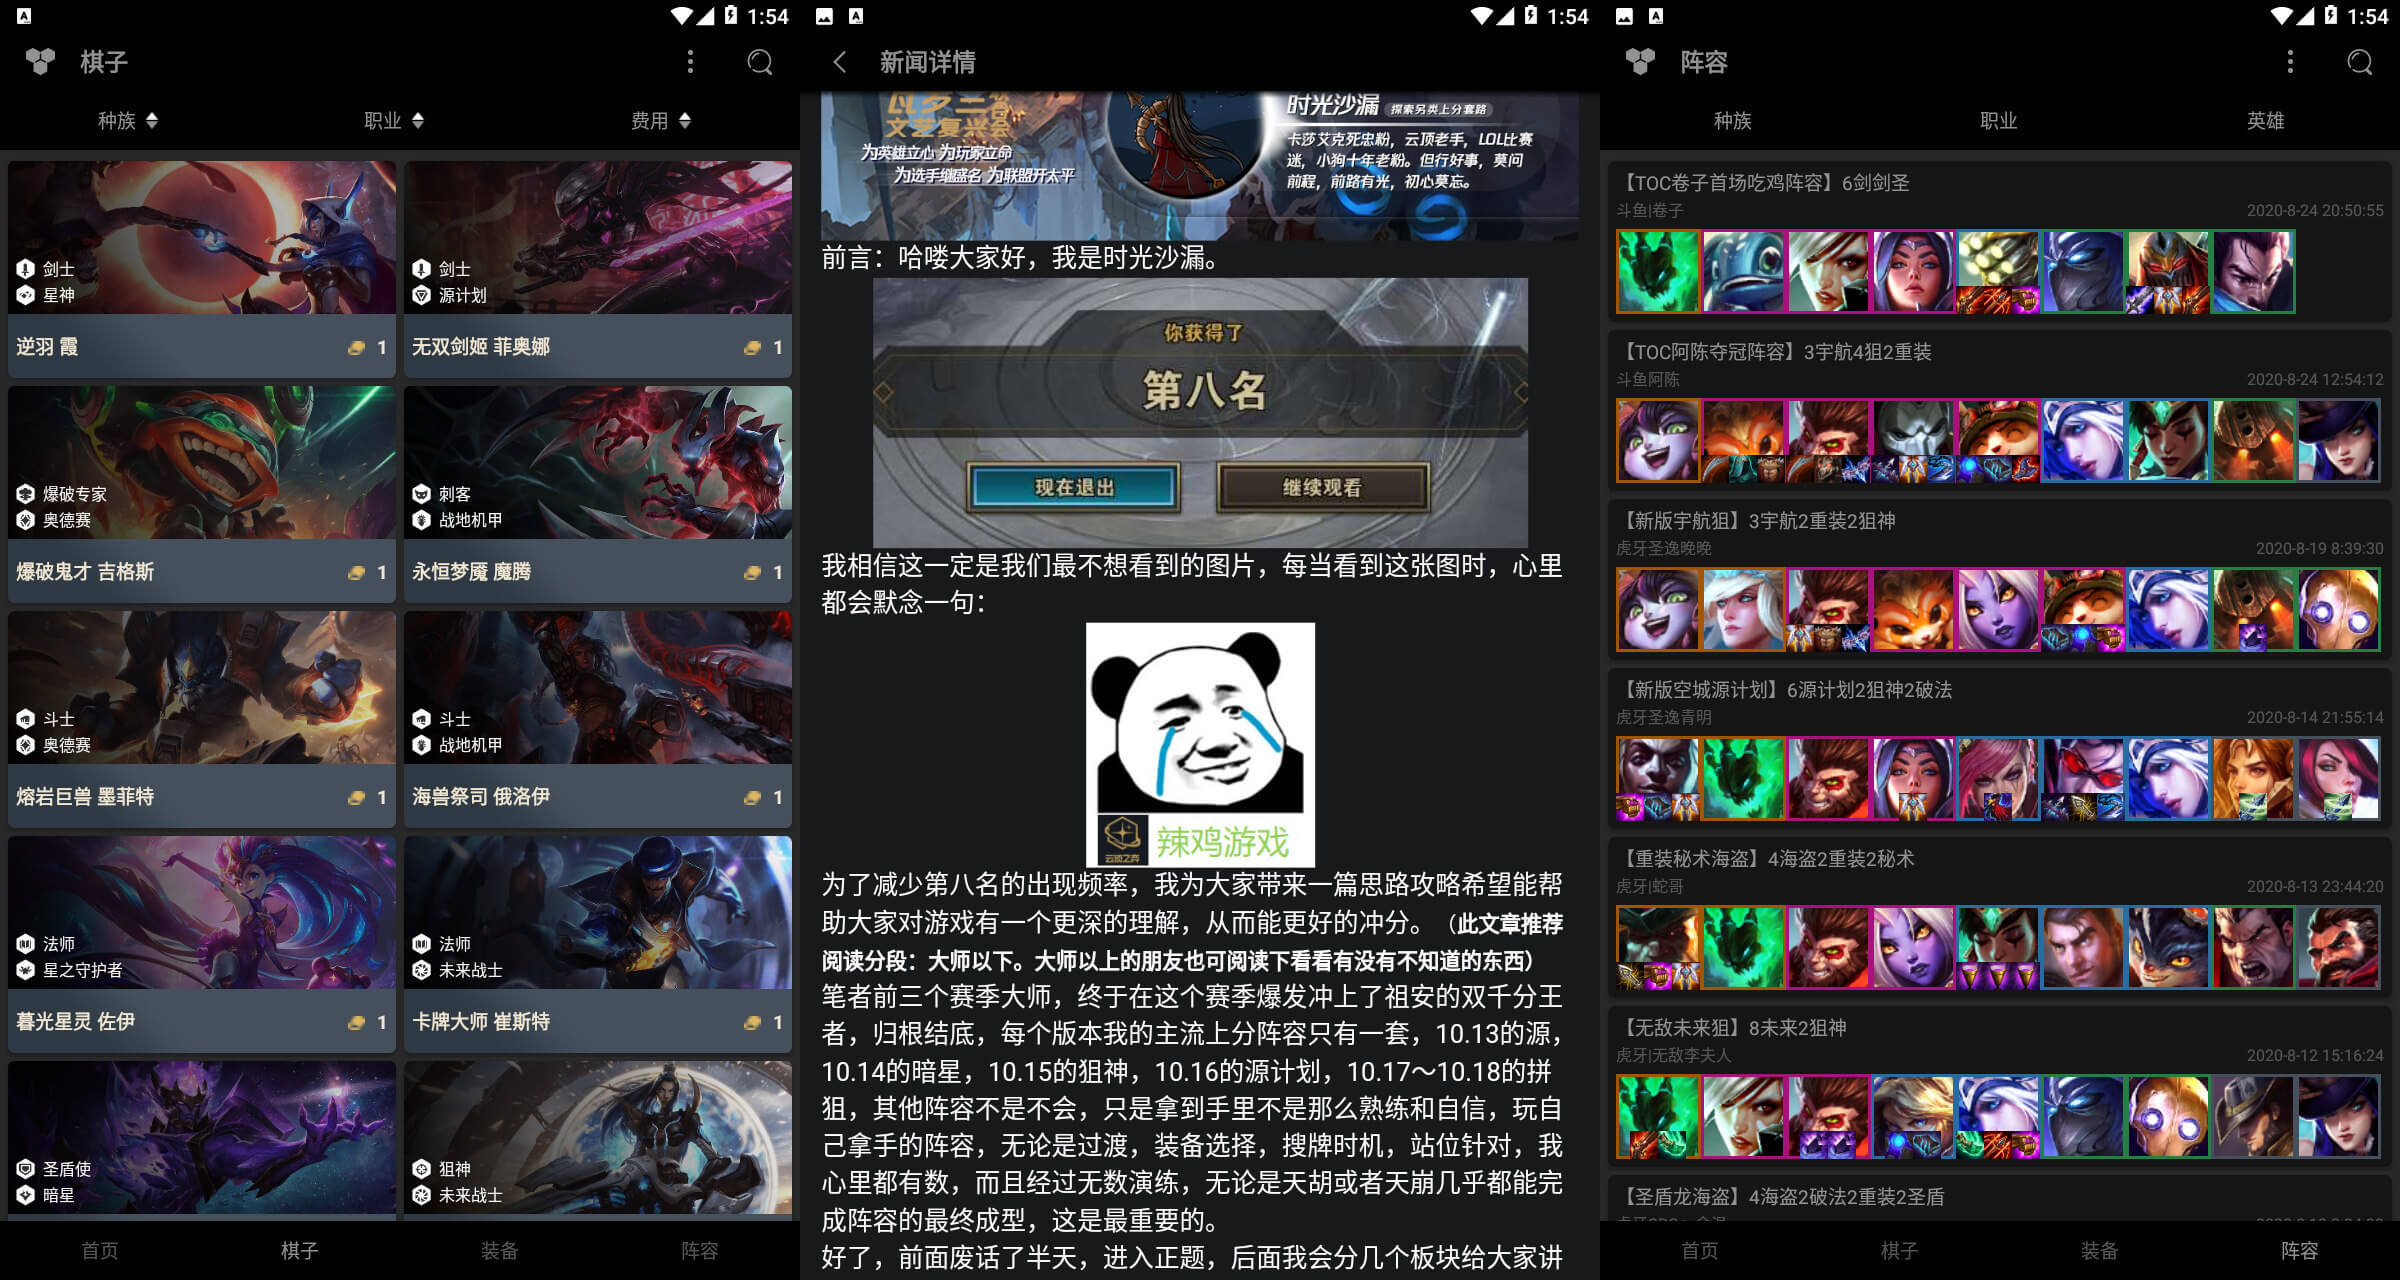 1:54
棋子
种族
职业
费用
剑士
星神
逆羽 霞
1
剑士
源计划
无双剑姬 菲奥娜
1
爆破专家
奥德赛
爆破鬼才 吉格斯
1
刺客
战地机甲
永恒梦魇 魔腾
1
斗士
奥德赛
熔岩巨兽 墨菲特
1
斗士
战地机甲
海兽祭司 俄洛伊
1
法师
星之守护者
暮光星灵 佐伊
1
法师
未来战士
卡牌大师 崔斯特
1
圣盾使
暗星
狙神
未来战士
首页
棋子
装备
阵容
1:54
新闻详情
文艺复兴会
为英雄立心 为玩家立命
为选手继盛名 为联盟开太平
时光沙漏 探索另类上分套路
卡莎艾克死忠粉，云顶老手，LOL比赛
迷，小狗十年老粉。但行好事，莫问
前程，前路有光，初心莫忘。
前言：哈喽大家好，我是时光沙漏。
你获得了
第八名
现在退出
继续观看
我相信这一定是我们最不想看到的图片，每当看到这张图时，心里
都会默念一句：
云顶之弈
辣鸡游戏
为了减少第八名的出现频率，我为大家带来一篇思路攻略希望能帮
助大家对游戏有一个更深的理解，从而能更好的冲分。（此文章推荐
阅读分段：大师以下。大师以上的朋友也可阅读下看看有没有不知道的东西）
笔者前三个赛季大师，终于在这个赛季爆发冲上了祖安的双千分王
者，归根结底，每个版本我的主流上分阵容只有一套，10.13的源，
10.14的暗星，10.15的狙神，10.16的源计划，10.17～10.18的拼
狙，其他阵容不是不会，只是拿到手里不是那么熟练和自信，玩自
己拿手的阵容，无论是过渡，装备选择，搜牌时机，站位针对，我
心里都有数，而且经过无数演练，无论是天胡或者天崩几乎都能完
成阵容的最终成型，这是最重要的。
好了，前面废话了半天，进入正题，后面我会分几个板块给大家讲
1:54
阵容
种族
职业
英雄
【TOC卷子首场吃鸡阵容】6剑剑圣
斗鱼|卷子
2020-8-24 20:50:55
【TOC阿陈夺冠阵容】3宇航4狙2重装
斗鱼阿陈
2020-8-24 12:54:12
【新版宇航狙】3宇航2重装2狙神
虎牙圣逸晚晚
2020-8-19 8:39:30
【新版空城源计划】6源计划2狙神2破法
虎牙圣逸青明
2020-8-14 21:55:14
【重装秘术海盗】4海盗2重装2秘术
虎牙|蛇哥
2020-8-13 23:44:20
【无敌未来狙】8未来2狙神
虎牙|无敌李夫人
2020-8-12 15:16:24
【圣盾龙海盗】4海盗2破法2重装2圣盾
首页
棋子
装备
阵容